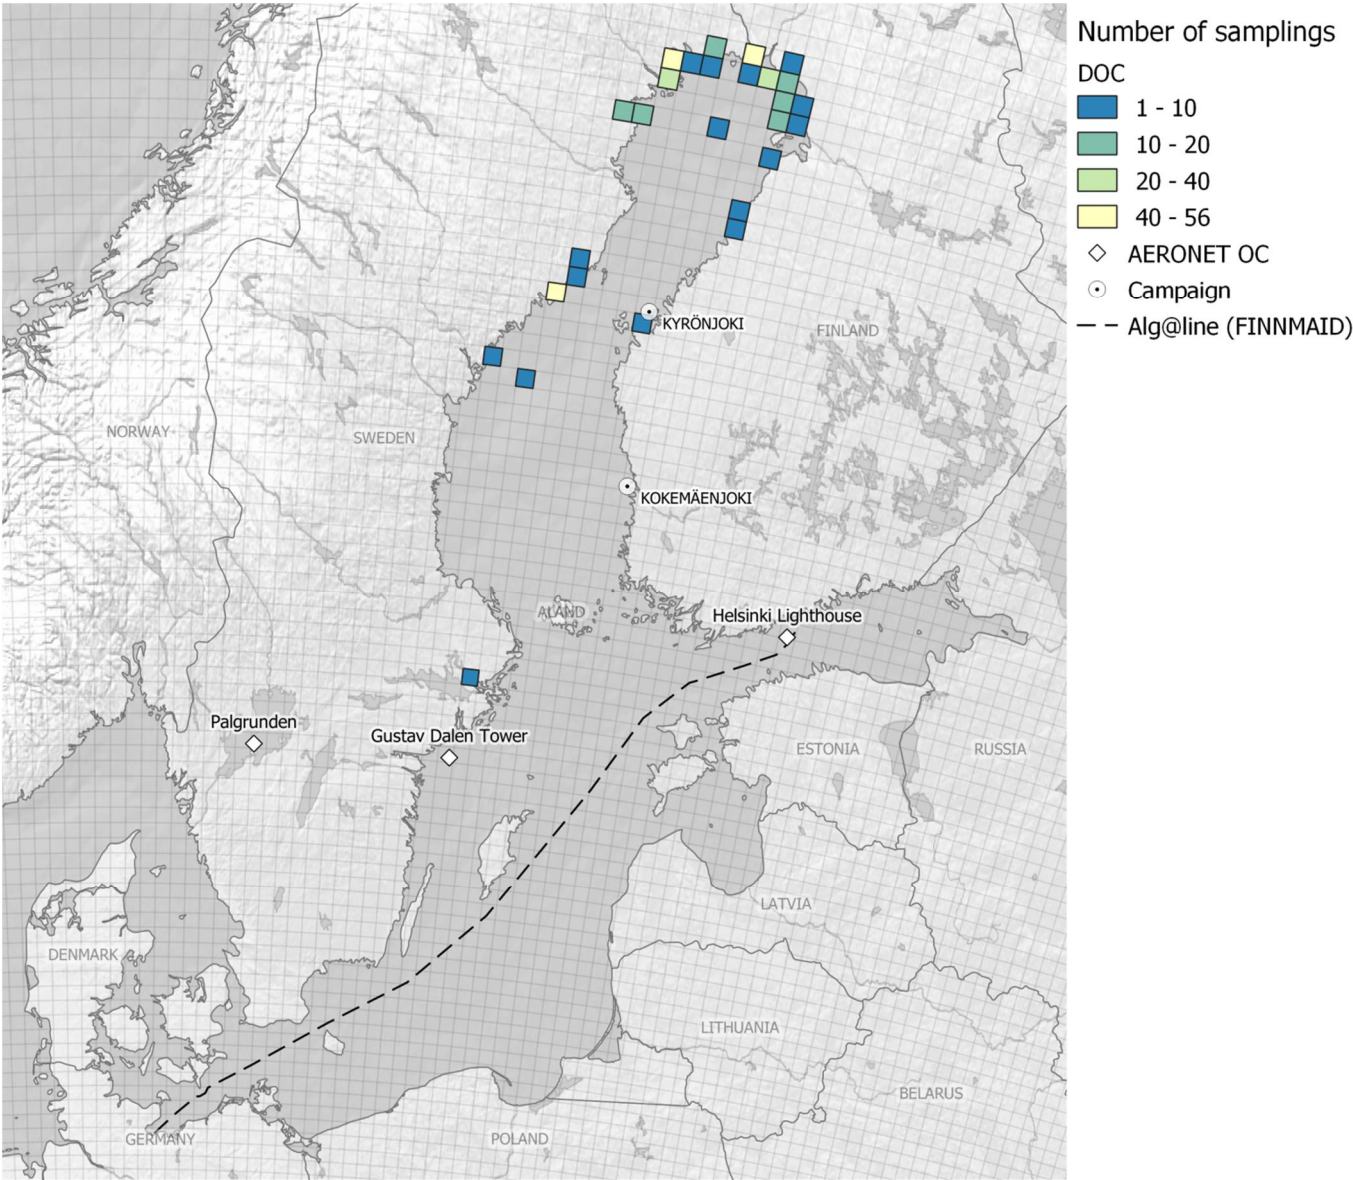 Number of samplings
DOC
1 - 10
10 - 20
20 - 40
40 - 56
AERONET OC
Campaign
Alg@line (FINNMAID)
KYRÖNJOKI
FINLAND
NORWAY
SWEDEN
KOKEMÄENJOKI
ÅLAND
Helsinki Lighthouse
Palgrunden
Gustav Dalen Tower
ESTONIA
RUSSIA
LATVIA
DENMARK
LITHUANIA
BELARUS
GERMANY
POLAND